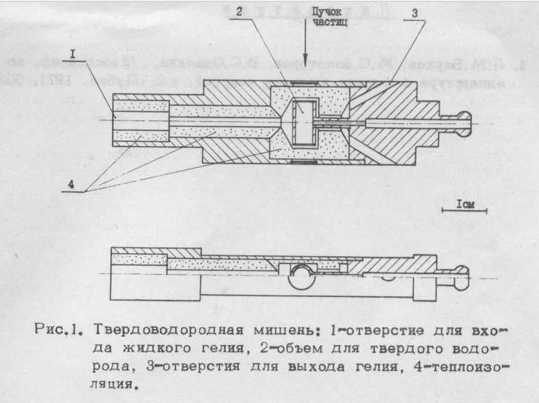 2
Пучок
частиц
3
I
4
Iсм
Рис.1. Твердоводородная мишень: 1-отверстие для вхо-
да жидкого гелия, 2-объем для твердого водо-
рода, 3-отверстия для выхода гелия, 4-теплоизо-
ляция.